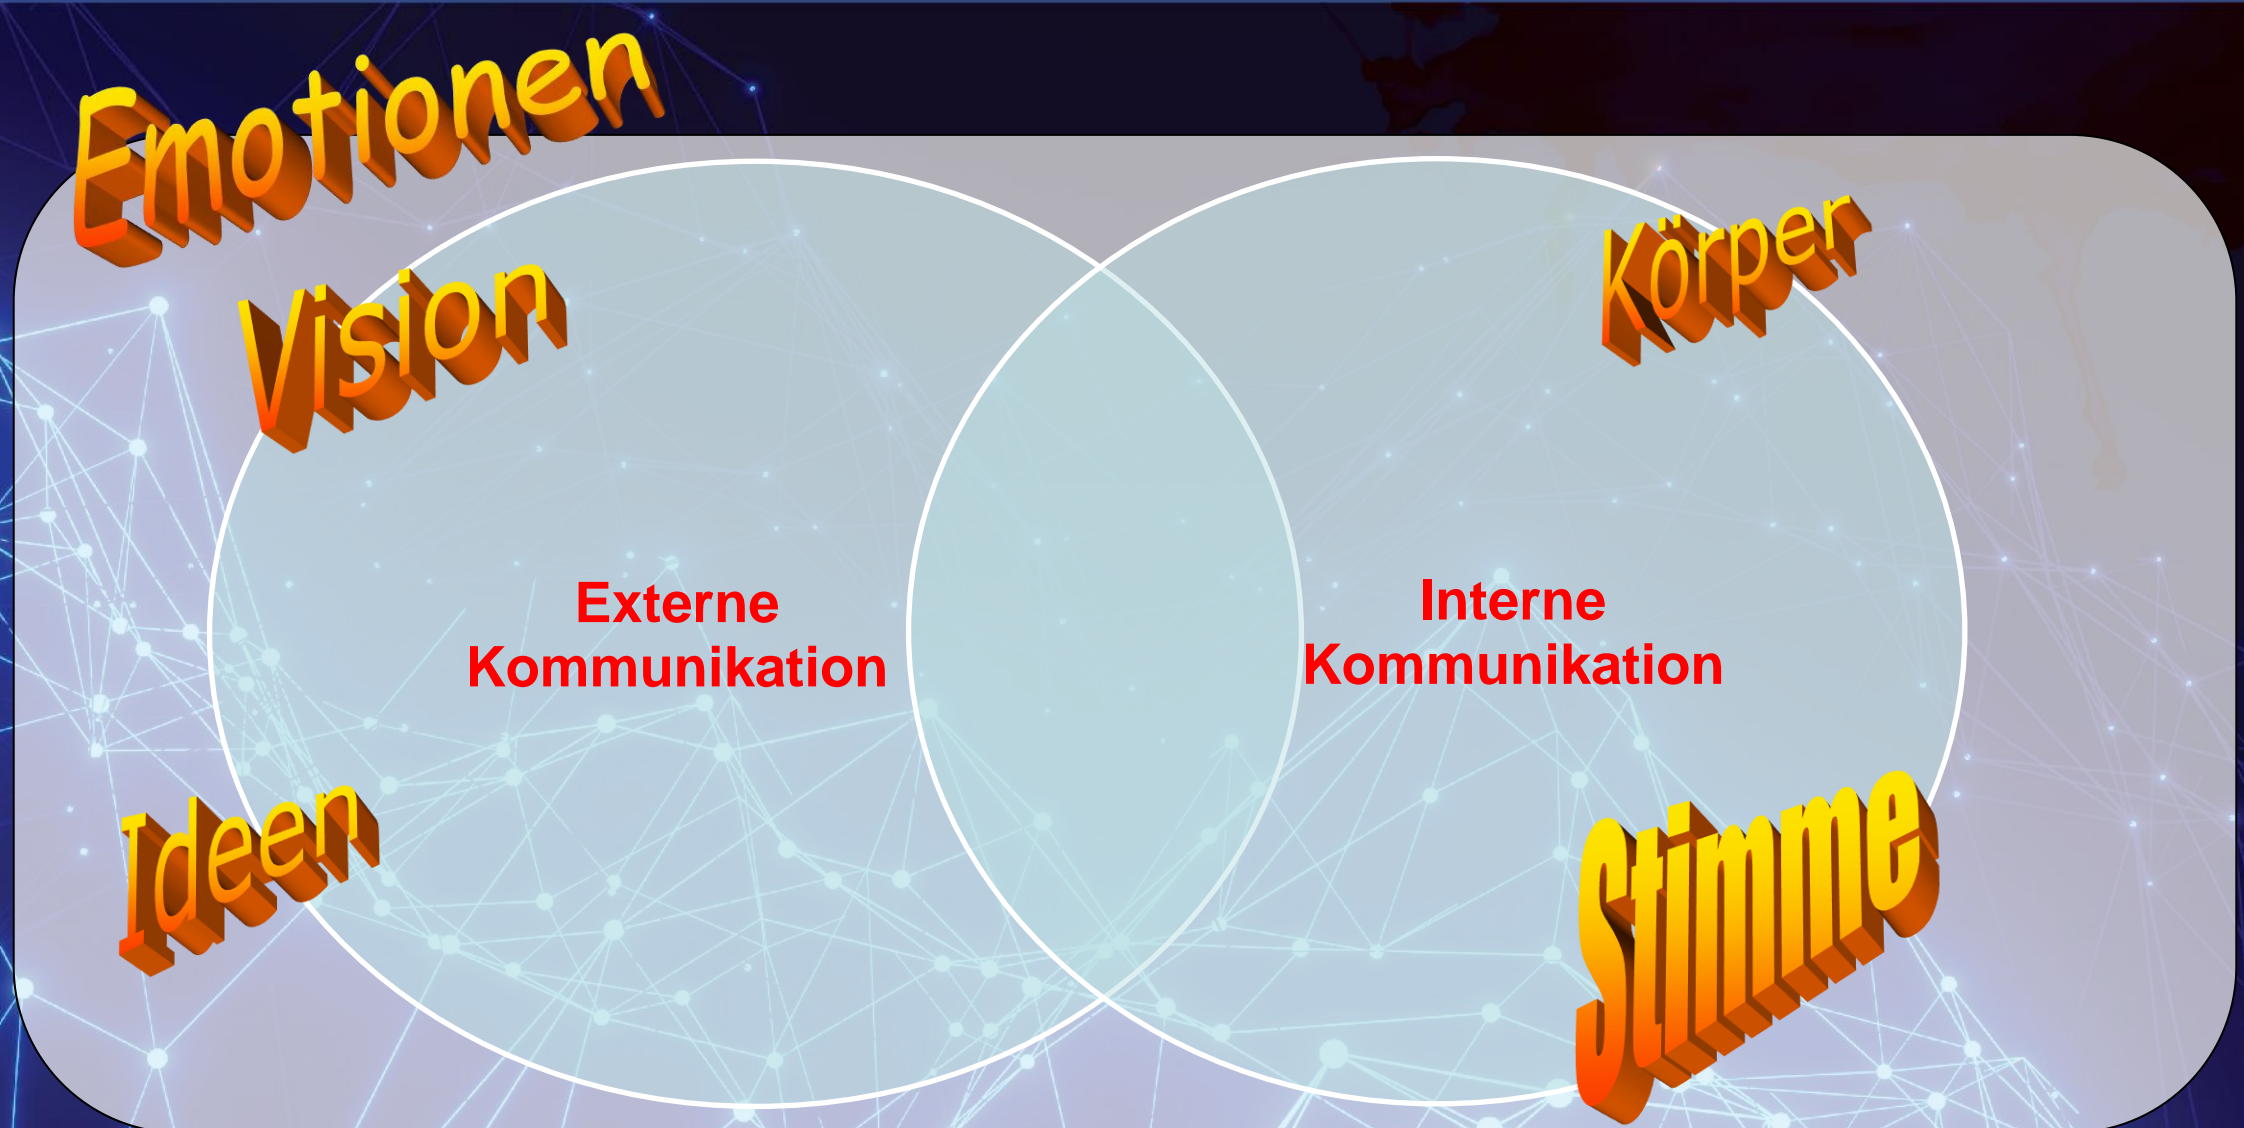 Emotionen
Vision
Körper
Externe
Kommunikation
Interne
Kommunikation
Ideen
Stimme